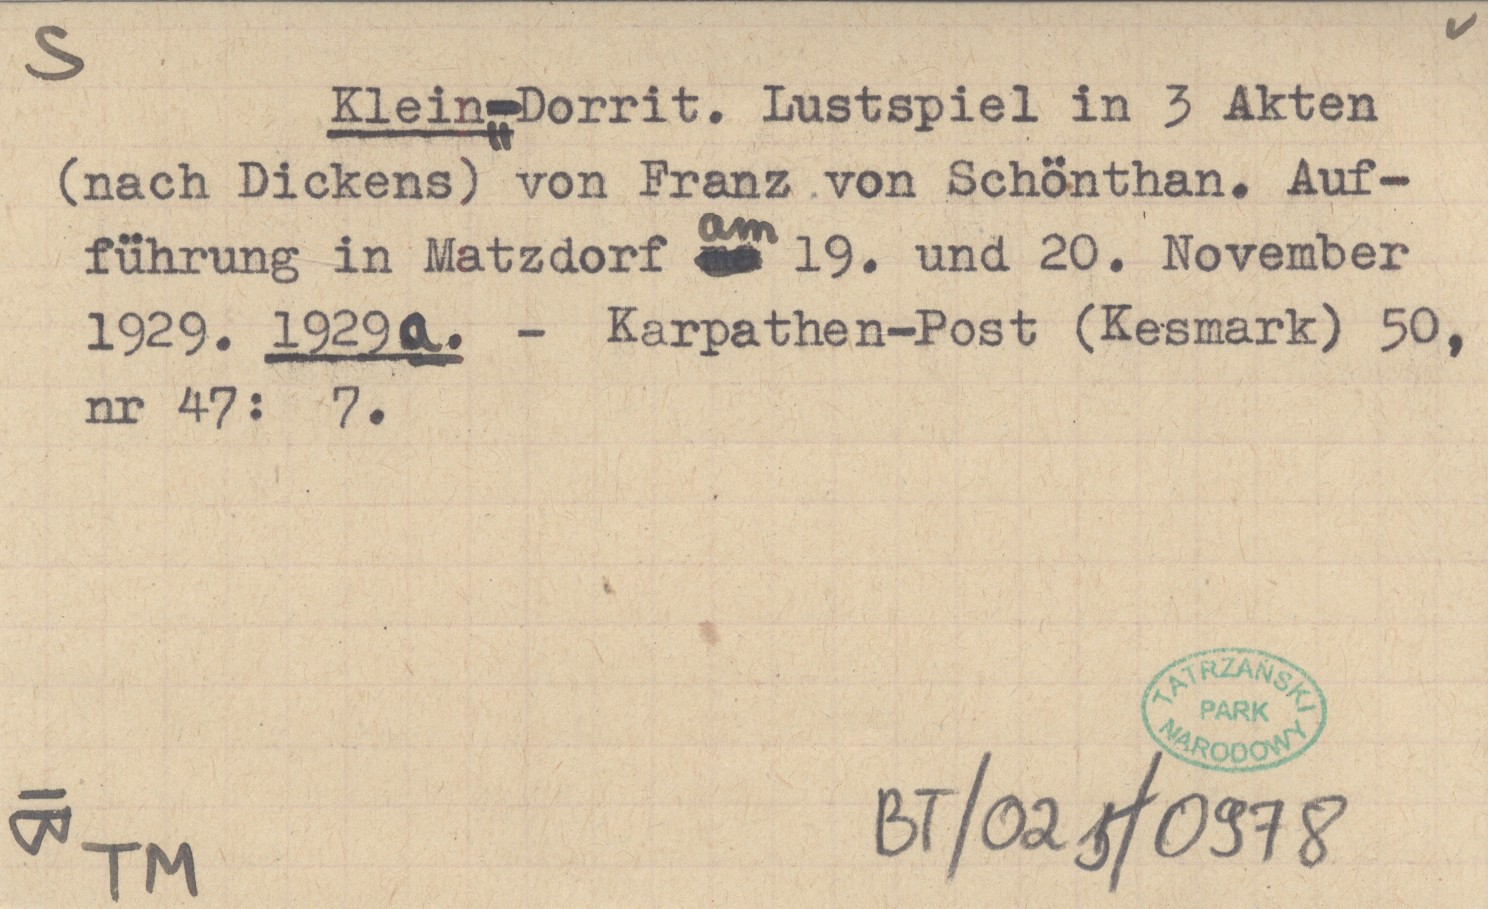 S
Klein-Dorrit. Lustspiel in 3 Akten
(nach Dickens) von Franz von Schönthan. Auf-
führung in Matzdorf am 19. und 20. November
1929. 1929a. - Karpathen-Post (Kesmark) 50,
nr 47: 7.
TATRZAŃSKI
PARK
NARODOWY
TM
BT/025/0978